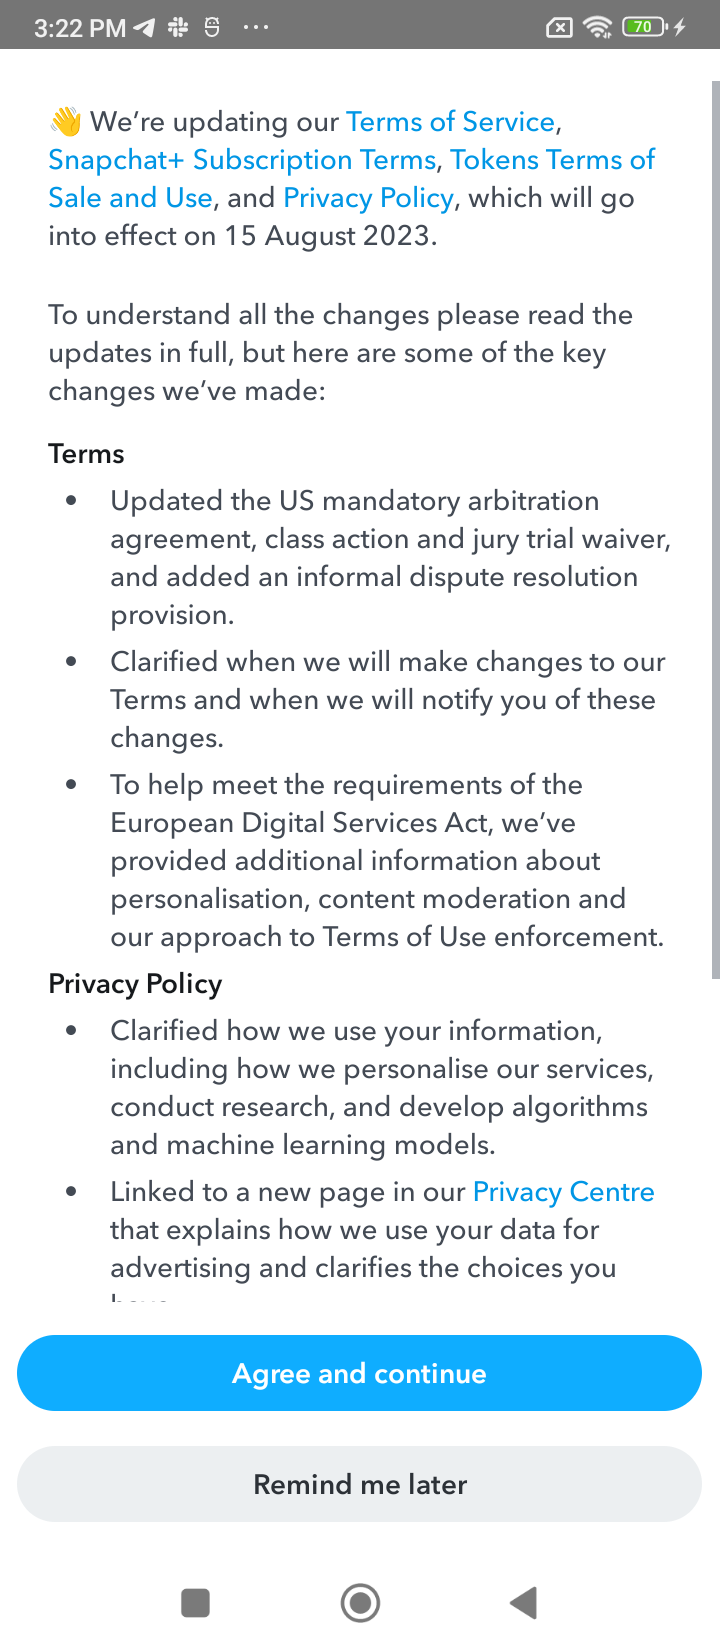 3:22 PM
70
👋 We're updating our Terms of Service,
Snapchat+ Subscription Terms, Tokens Terms of
Sale and Use, and Privacy Policy, which will go
into effect on 15 August 2023.
To understand all the changes please read the
updates in full, but here are some of the key
changes we've made:
Terms
• Updated the US mandatory arbitration
agreement, class action and jury trial waiver,
and added an informal dispute resolution
provision.
• Clarified when we will make changes to our
Terms and when we will notify you of these
changes.
• To help meet the requirements of the
European Digital Services Act, we've
provided additional information about
personalisation, content moderation and
our approach to Terms of Use enforcement.
Privacy Policy
• Clarified how we use your information,
including how we personalise our services,
conduct research, and develop algorithms
and machine learning models.
• Linked to a new page in our Privacy Centre
that explains how we use your data for
advertising and clarifies the choices you
Agree and continue
Remind me later